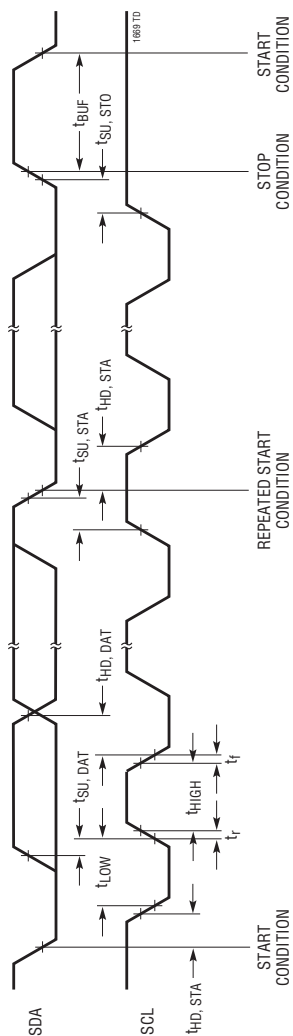 SDA
SCL
tHD, STA
tLOW
tSU, DAT
tr
tHIGH
tf
tHD, DAT
tSU, STA
tHD, STA
tBUF
tSU, STO
1669 TD
START
CONDITION
REPEATED START
CONDITION
STOP
CONDITION
START
CONDITION